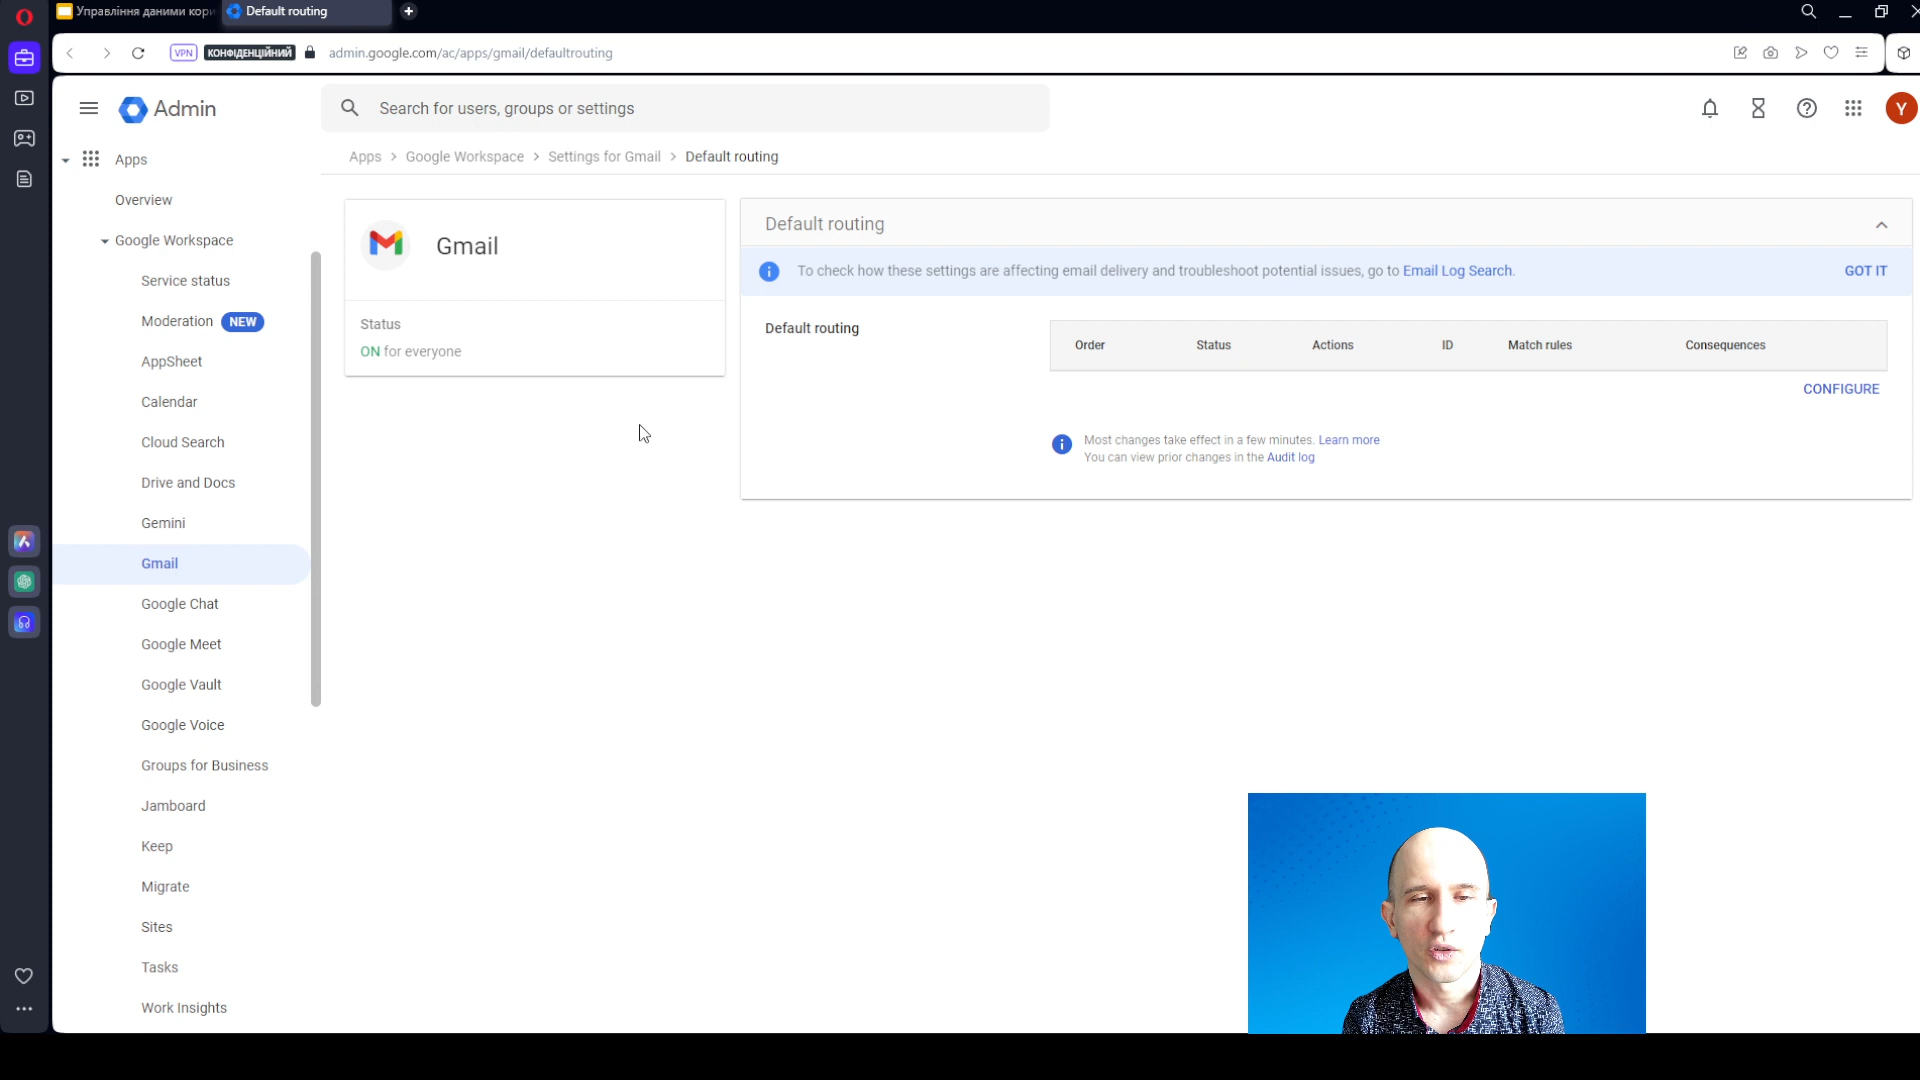 Управління даними кори
Default routing
VPN
КОНФІДЕНЦІЙНИЙ
admin.google.com/ac/apps/gmail/defaultrouting
Admin
Search for users, groups or settings
Y
Apps
Apps > Google Workspace > Settings for Gmail > Default routing
Overview
Google Workspace
Service status
Moderation NEW
AppSheet
Calendar
Cloud Search
Drive and Docs
Gemini
Gmail
Google Chat
Google Meet
Google Vault
Google Voice
Groups for Business
Jamboard
Keep
Migrate
Sites
Tasks
Work Insights
Gmail
Status
ON for everyone
Default routing
To check how these settings are affecting email delivery and troubleshoot potential issues, go to Email Log Search.
GOT IT
Default routing
Order Status Actions ID Match rules Consequences
CONFIGURE
Most changes take effect in a few minutes. Learn more
You can view prior changes in the Audit log